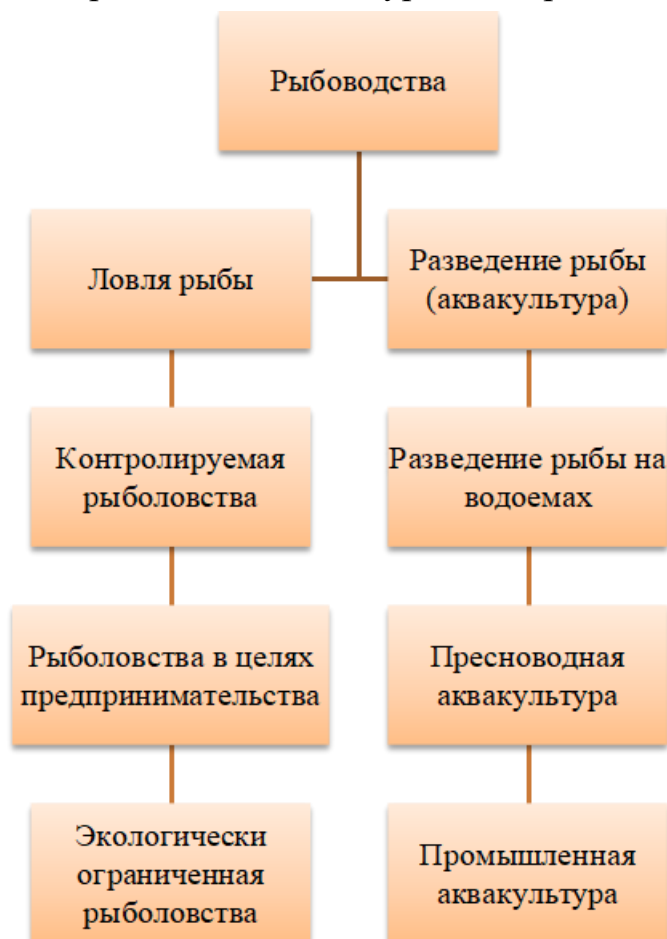 Рыбоводства
Ловля рыбы
Разведение рыбы
(аквакультура)
Контролируемая
рыболовства
Разведение рыбы на
водоемах
Рыболовства в целях
предпринимательства
Пресноводная
аквакультура
Экологически
ограниченная
рыболовства
Промышленная
аквакультура